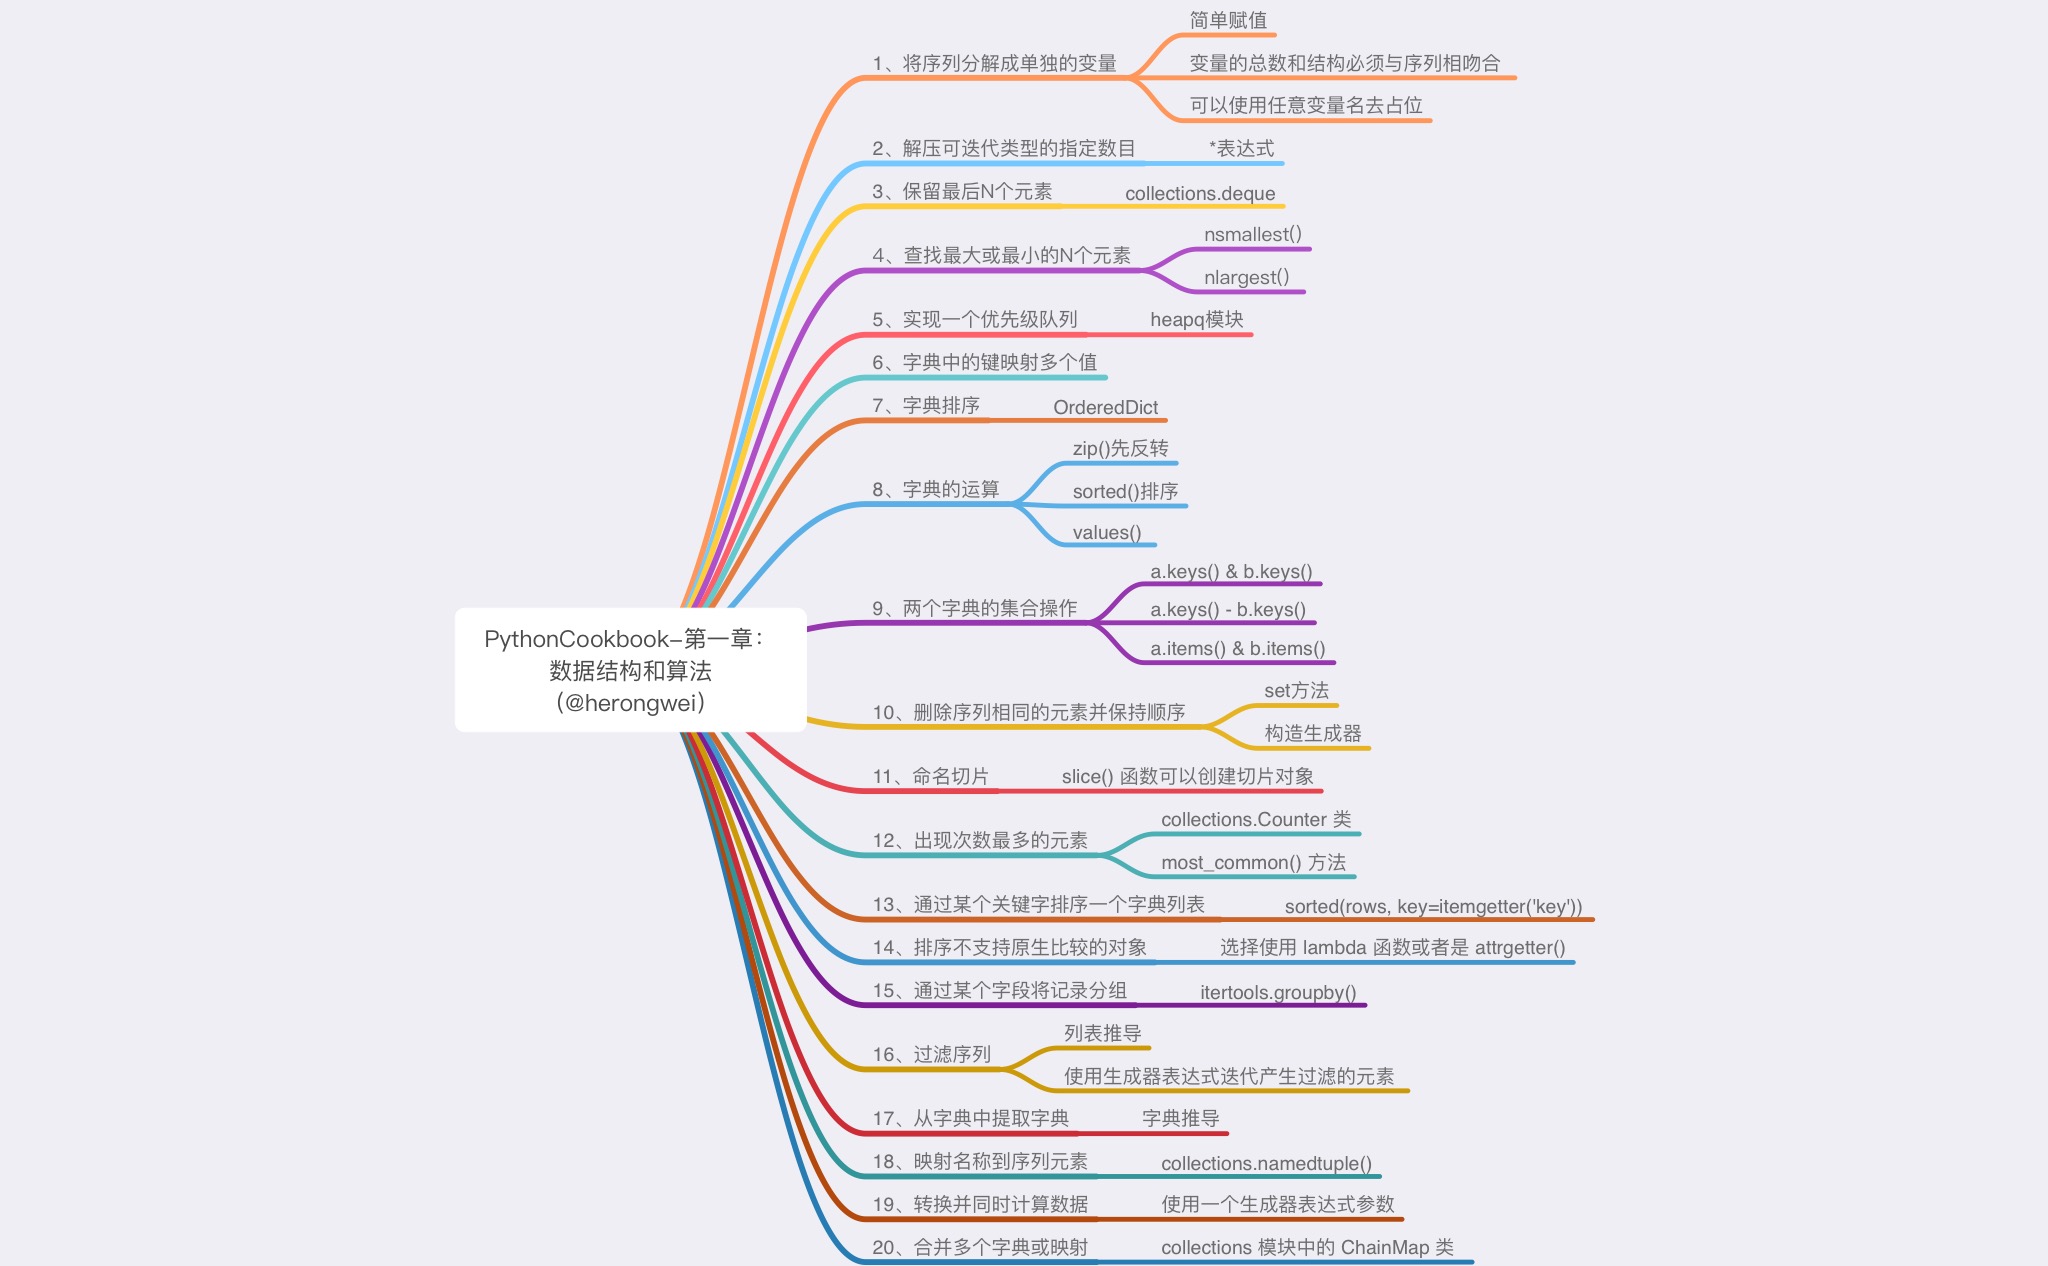 PythonCookbook-第一章：
数据结构和算法
（@herongwei）
1、将序列分解成单独的变量
简单赋值
变量的总数和结构必须与序列相吻合
可以使用任意变量名去占位
2、解压可迭代类型的指定数目
*表达式
3、保留最后N个元素
collections.deque
4、查找最大或最小的N个元素
nsmallest()
nlargest()
5、实现一个优先级队列
heapq模块
6、字典中的键映射多个值
7、字典排序
OrderedDict
8、字典的运算
zip()先反转
sorted()排序
values()
9、两个字典的集合操作
a.keys() & b.keys()
a.keys() - b.keys()
a.items() & b.items()
10、删除序列相同的元素并保持顺序
set方法
构造生成器
11、命名切片
slice() 函数可以创建切片对象
12、出现次数最多的元素
collections.Counter 类
most_common() 方法
13、通过某个关键字排序一个字典列表
sorted(rows, key=itemgetter('key'))
14、排序不支持原生比较的对象
选择使用 lambda 函数或者是 attrgetter()
15、通过某个字段将记录分组
itertools.groupby()
16、过滤序列
列表推导
使用生成器表达式迭代产生过滤的元素
17、从字典中提取字典
字典推导
18、映射名称到序列元素
collections.namedtuple()
19、转换并同时计算数据
使用一个生成器表达式参数
20、合并多个字典或映射
collections 模块中的 ChainMap 类